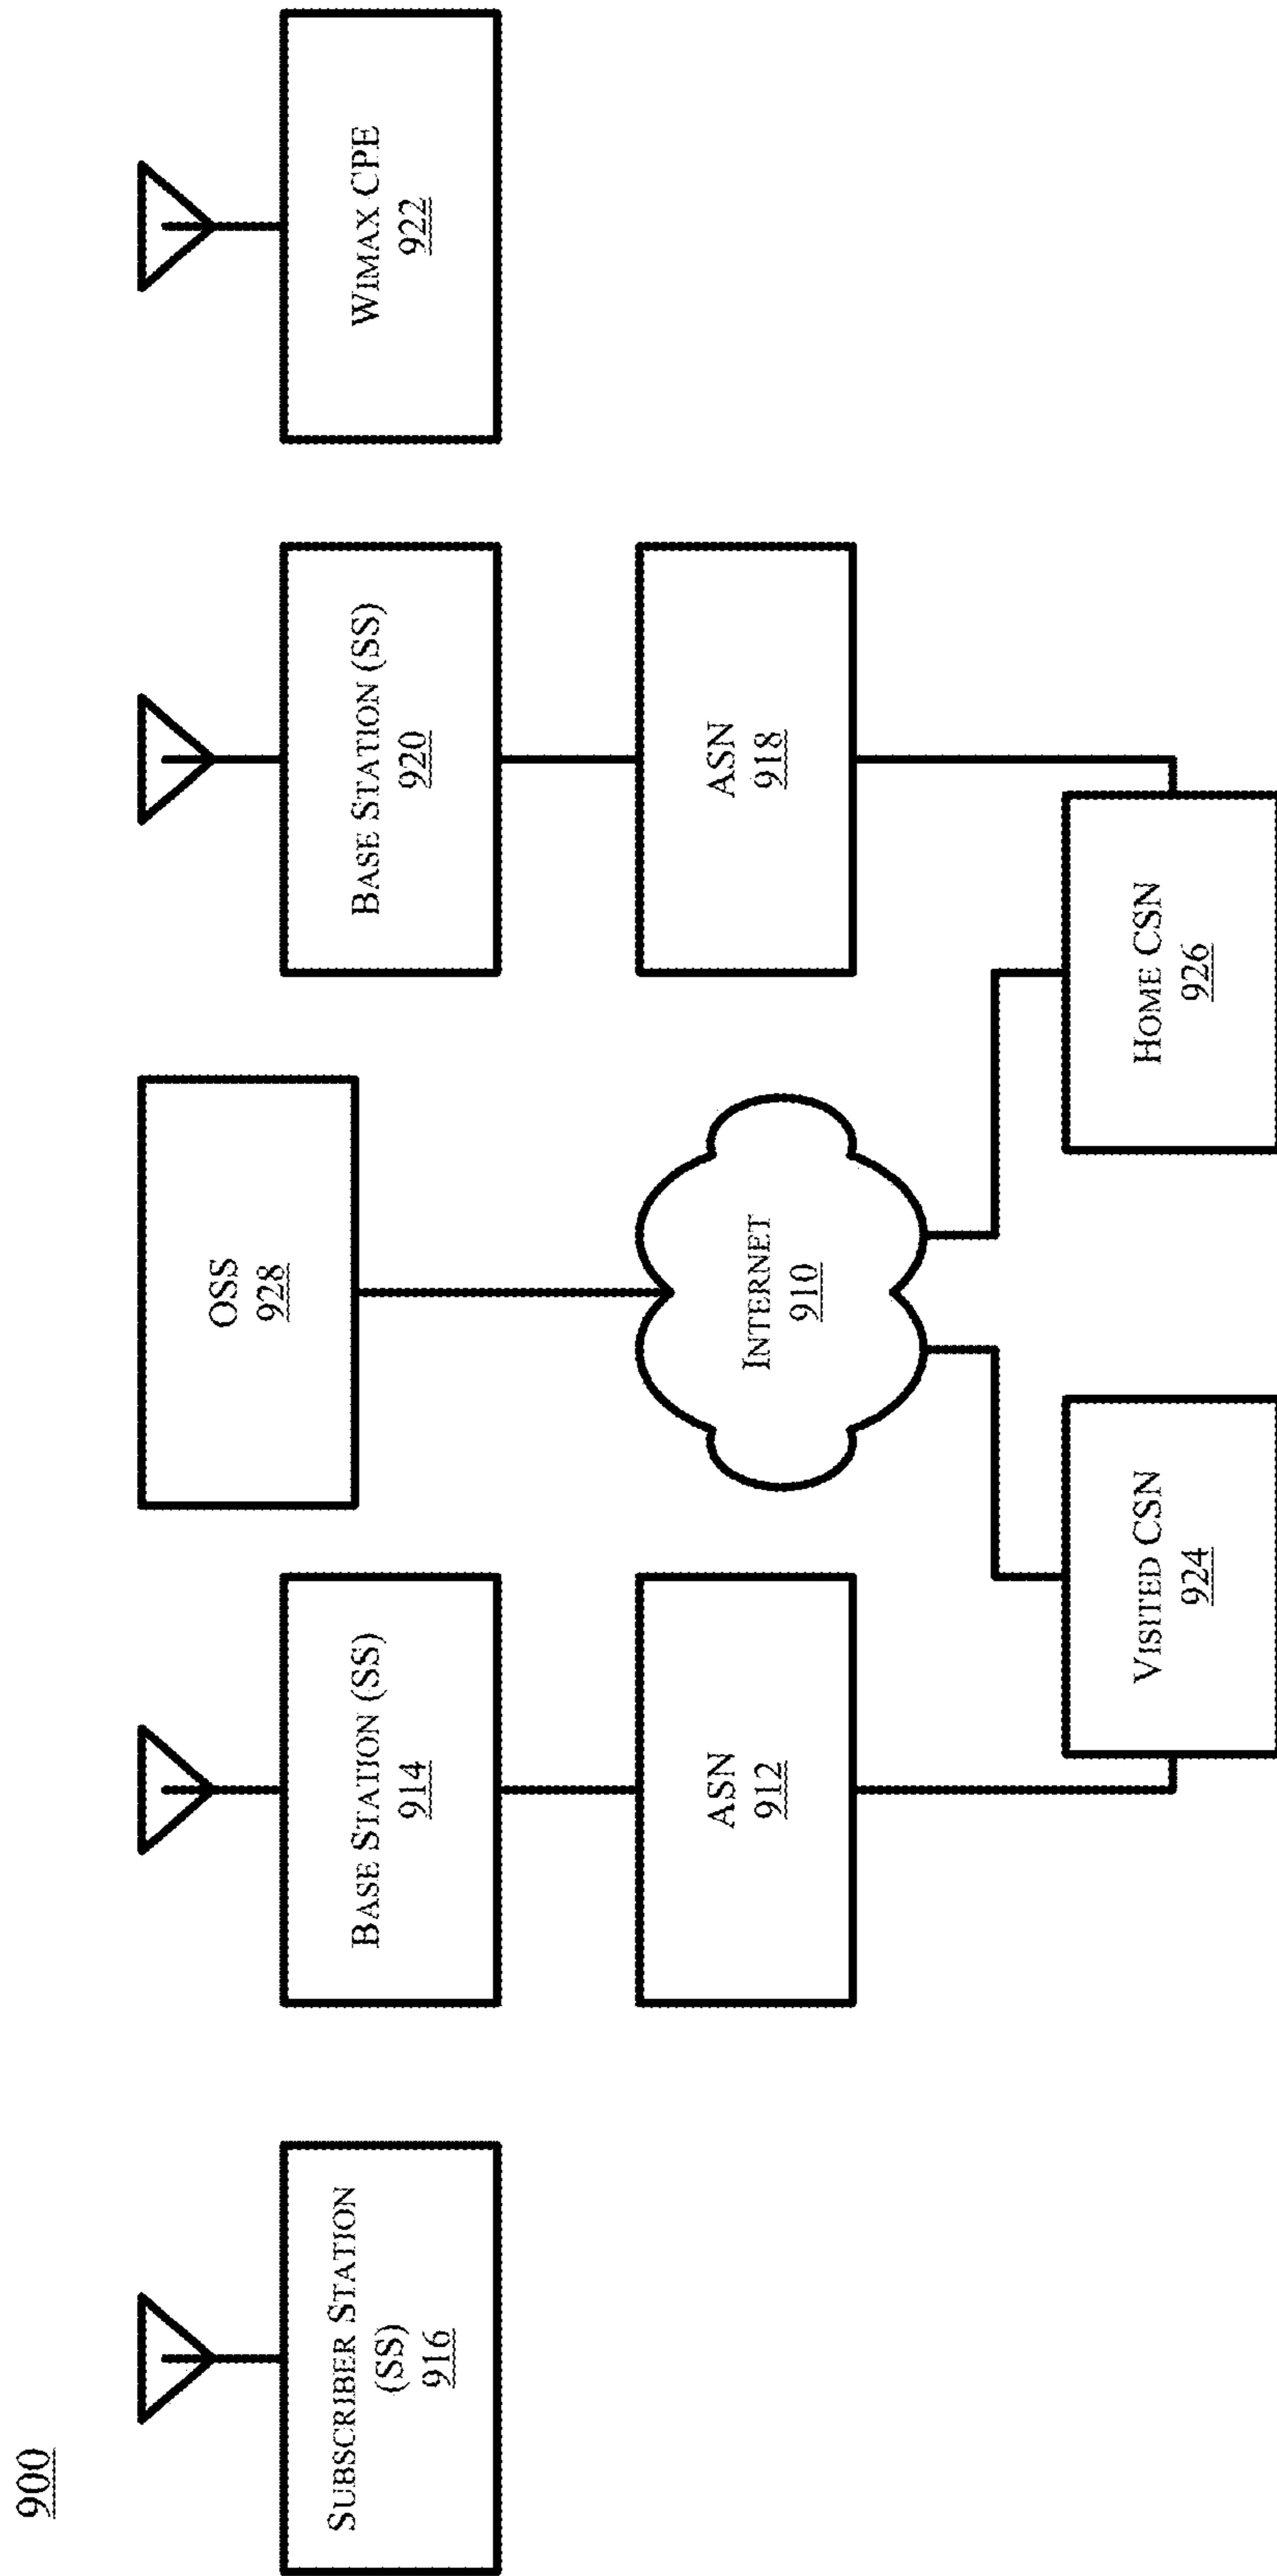 900
SUBSCRIBER STATION
(SS)
916
BASE STATION (SS)
914
OSS
928
BASE STATION (SS)
920
WIMAX CPE
922
ASN
912
INTERNET
910
ASN
918
VISITED CSN
924
HOME CSN
926